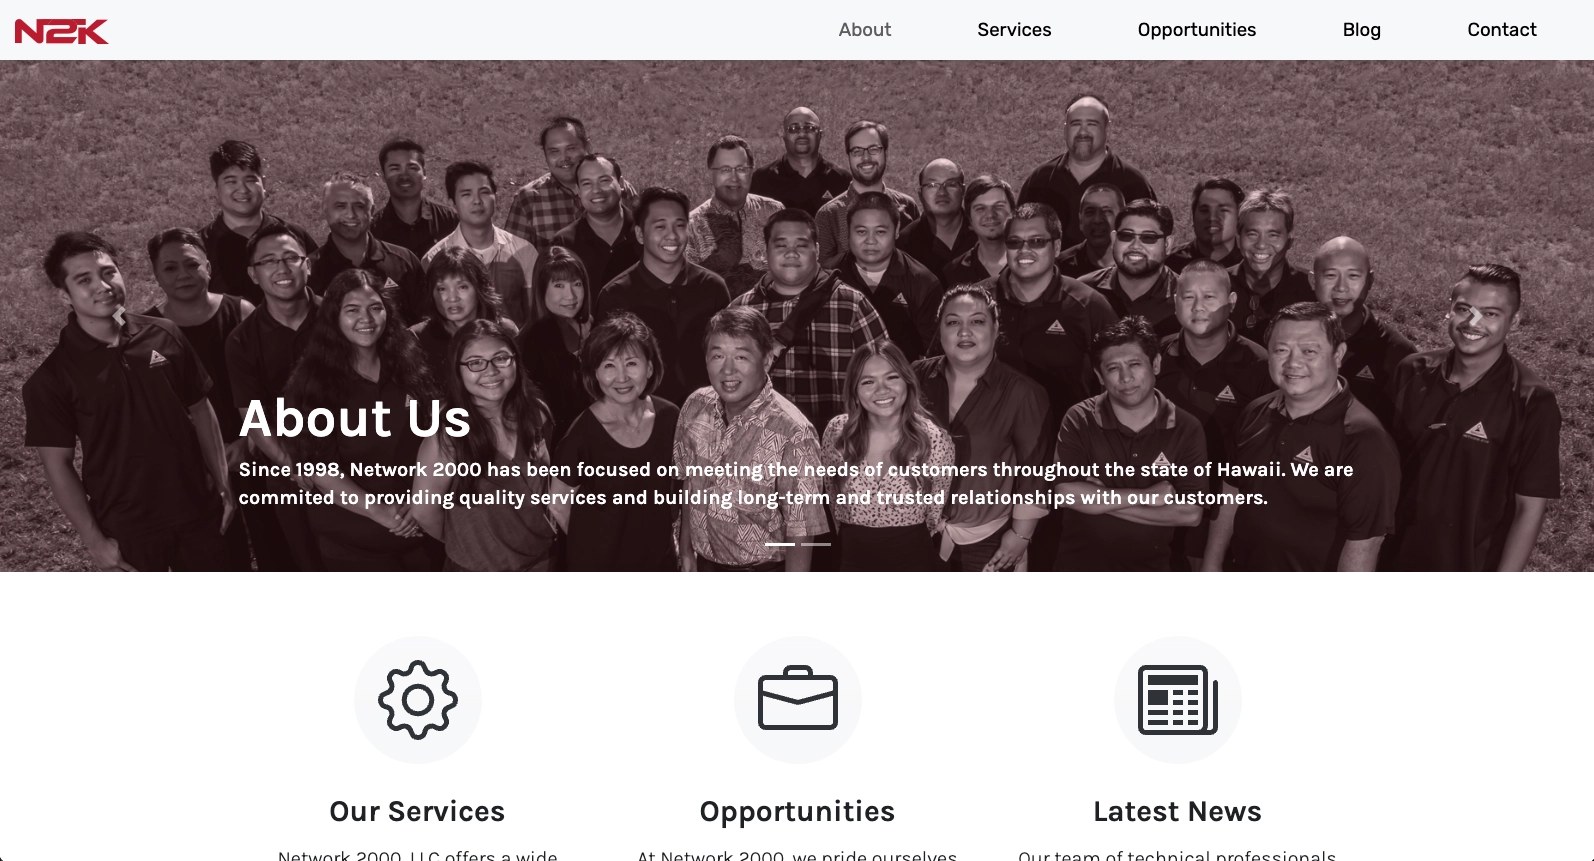 N2K
About
Services
Opportunities
Blog
Contact
About Us
Since 1998, Network 2000 has been focused on meeting the needs of customers throughout the state of Hawaii. We are
commited to providing quality services and building long-term and trusted relationships with our customers.
Our Services
Opportunities
Latest News
Network 2000, LLC offers a wide
At Network 2000, we pride ourselves
Our team of technical professionals